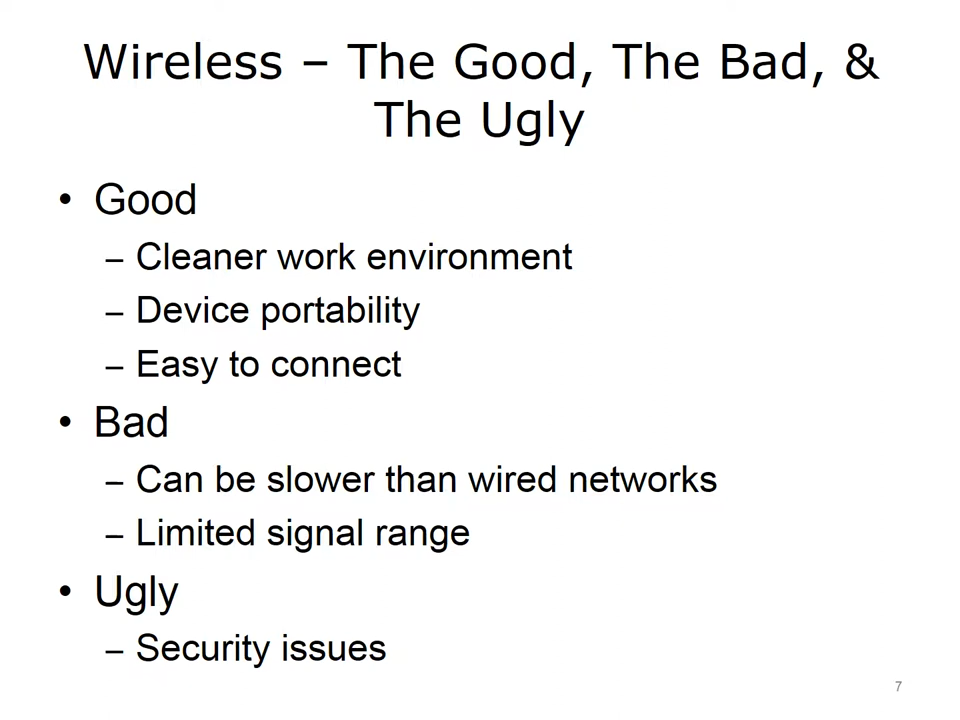 Wireless – The Good, The Bad, &
The Ugly
• Good
– Cleaner work environment
– Device portability
– Easy to connect
• Bad
– Can be slower than wired networks
– Limited signal range
• Ugly
– Security issues
7